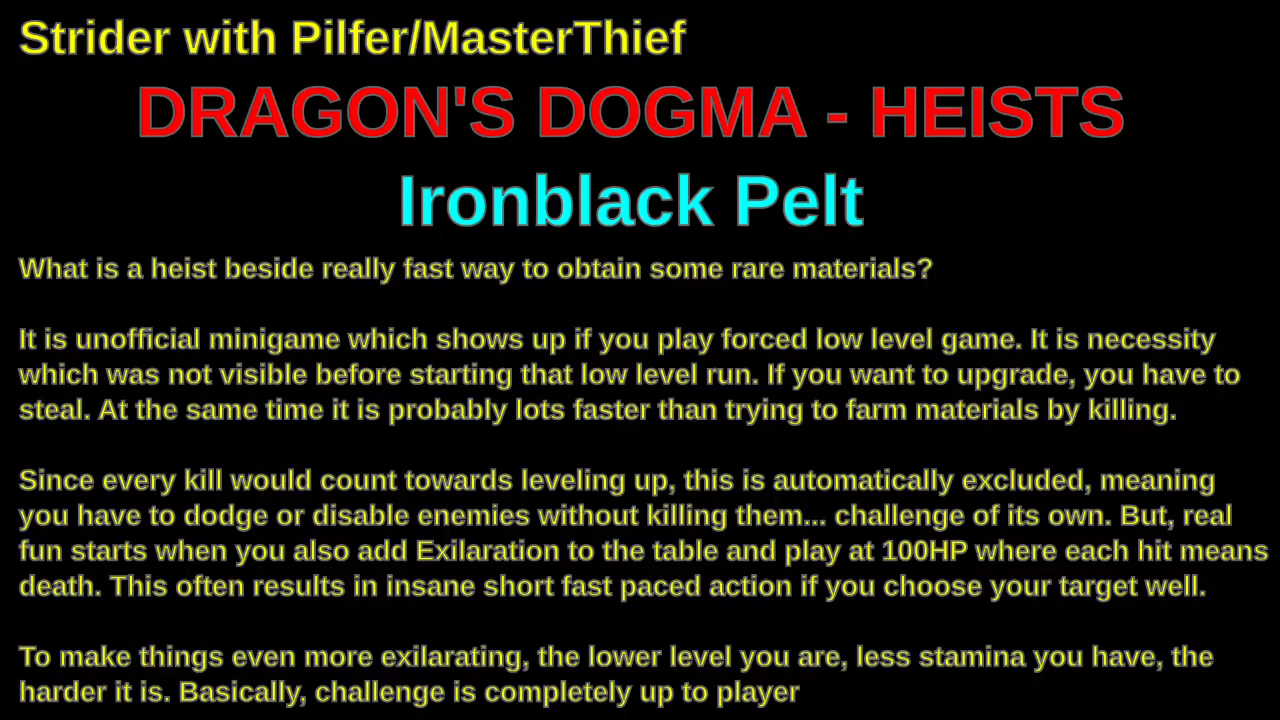 Strider with Pilfer/MasterThief
DRAGON'S DOGMA - HEISTS
Ironblack Pelt
What is a heist beside really fast way to obtain some rare materials?
It is unofficial minigame which shows up if you play forced low level game. It is necessity
which was not visible before starting that low level run. If you want to upgrade, you have to
steal. At the same time it is probably lots faster than trying to farm materials by killing.
Since every kill would count towards leveling up, this is automatically excluded, meaning
you have to dodge or disable enemies without killing them... challenge of its own. But, real
fun starts when you also add Exilaration to the table and play at 100HP where each hit means
death. This often results in insane short fast paced action if you choose your target well.
To make things even more exilarating, the lower level you are, less stamina you have, the
harder it is. Basically, challenge is completely up to player